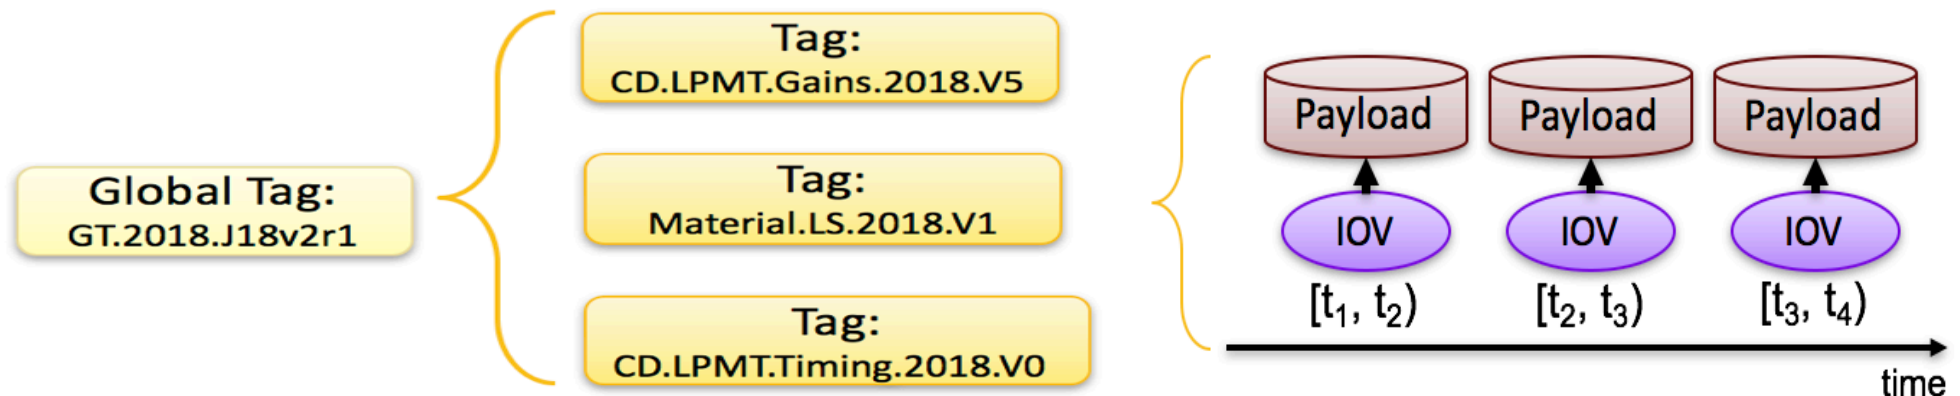 Global Tag:
GT.2018.J18v2r1
Tag:
CD.LPMT.Gains.2018.V5
Tag:
Material.LS.2018.V1
Tag:
CD.LPMT.Timing.2018.V0
Payload Payload Payload
IOV IOV IOV
[t₁, t₂) [t₂, t₃) [t₃, t₄)
time